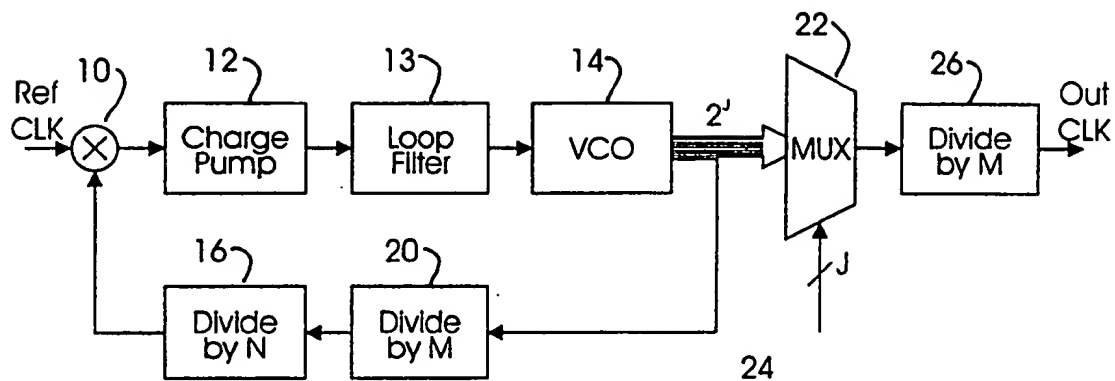 10
12
13
14
22
26
Ref
CLK
Charge
Pump
Loop
Filter
VCO
2^J
MUX
Divide
by M
Out
CLK
16
20
J
Divide
by N
Divide
by M
24